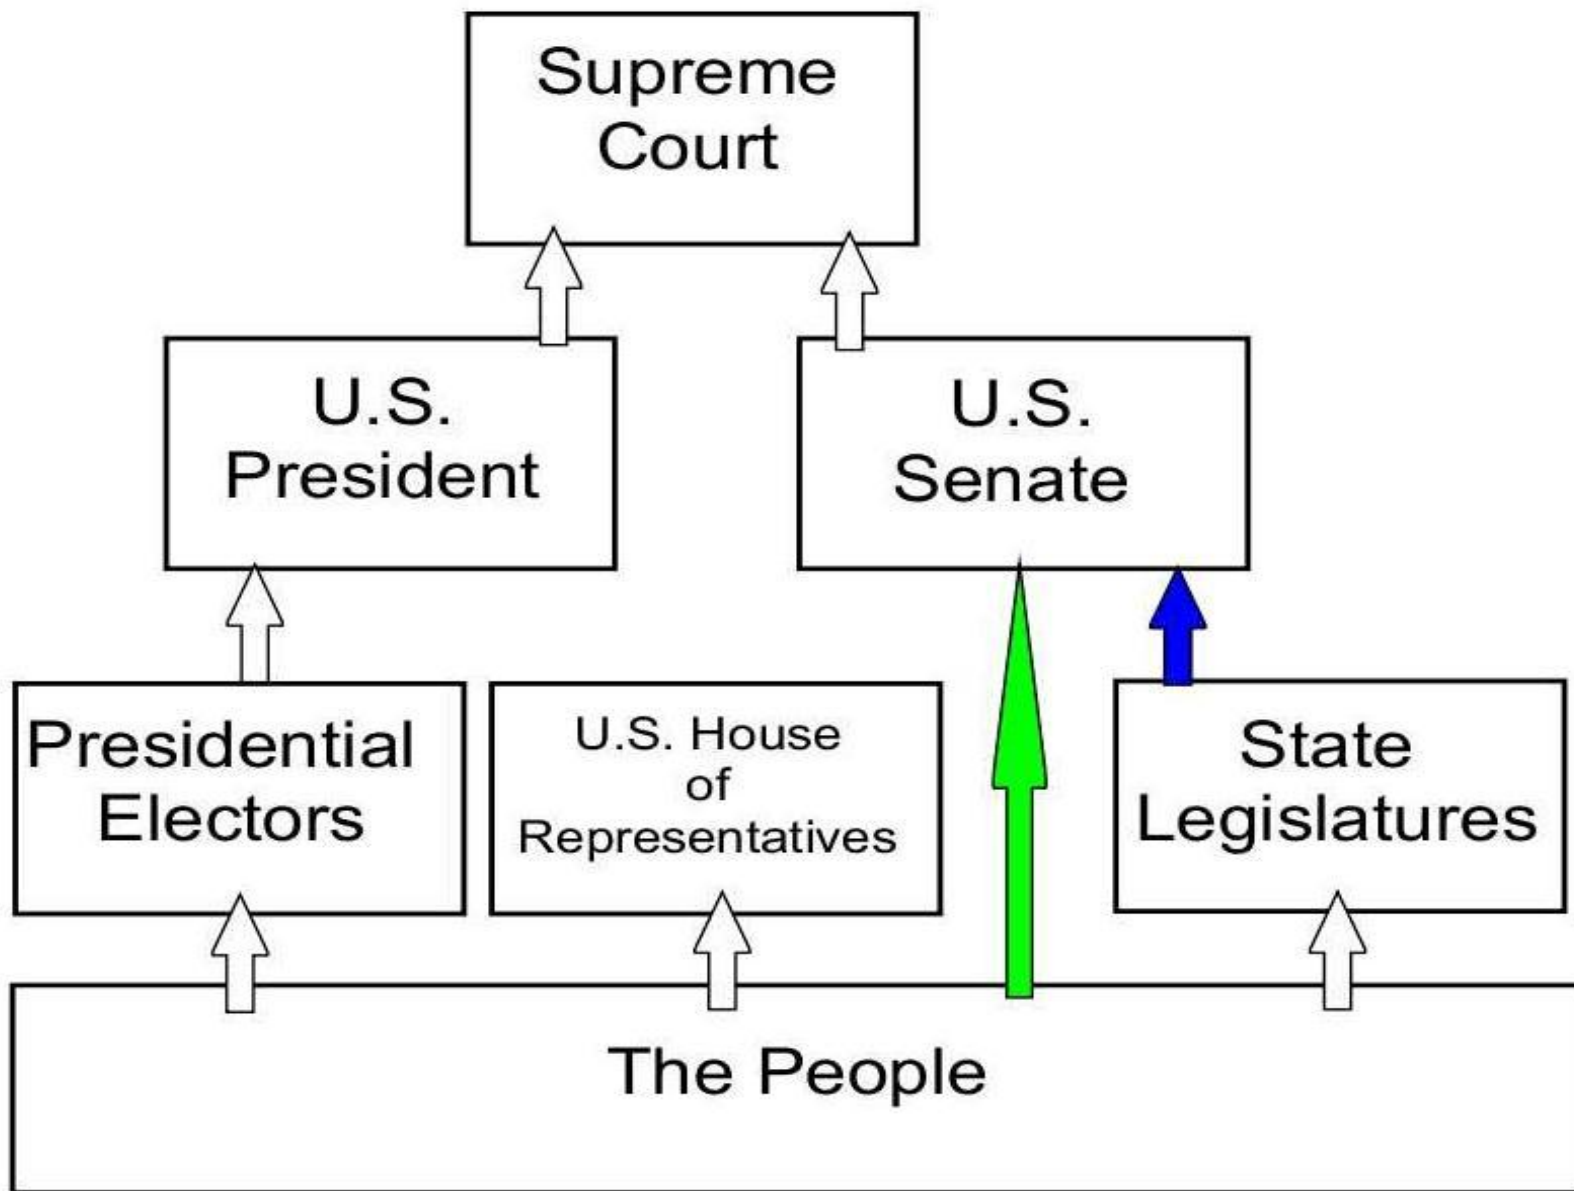 Supreme
Court
U.S.
President
U.S.
Senate
Presidential
Electors
U.S. House
of
Representatives
State
Legislatures
The People